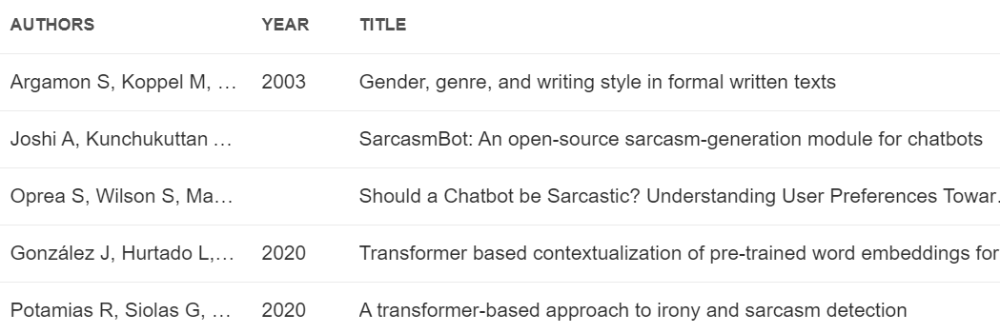 AUTHORS YEAR TITLE
Argamon S, Koppel M, … 2003 Gender, genre, and writing style in formal written texts
Joshi A, Kunchukuttan … SarcasmBot: An open-source sarcasm-generation module for chatbots
Oprea S, Wilson S, Ma… Should a Chatbot be Sarcastic? Understanding User Preferences Towar…
González J, Hurtado L,… 2020 Transformer based contextualization of pre-trained word embeddings for
Potamias R, Siolas G, … 2020 A transformer-based approach to irony and sarcasm detection